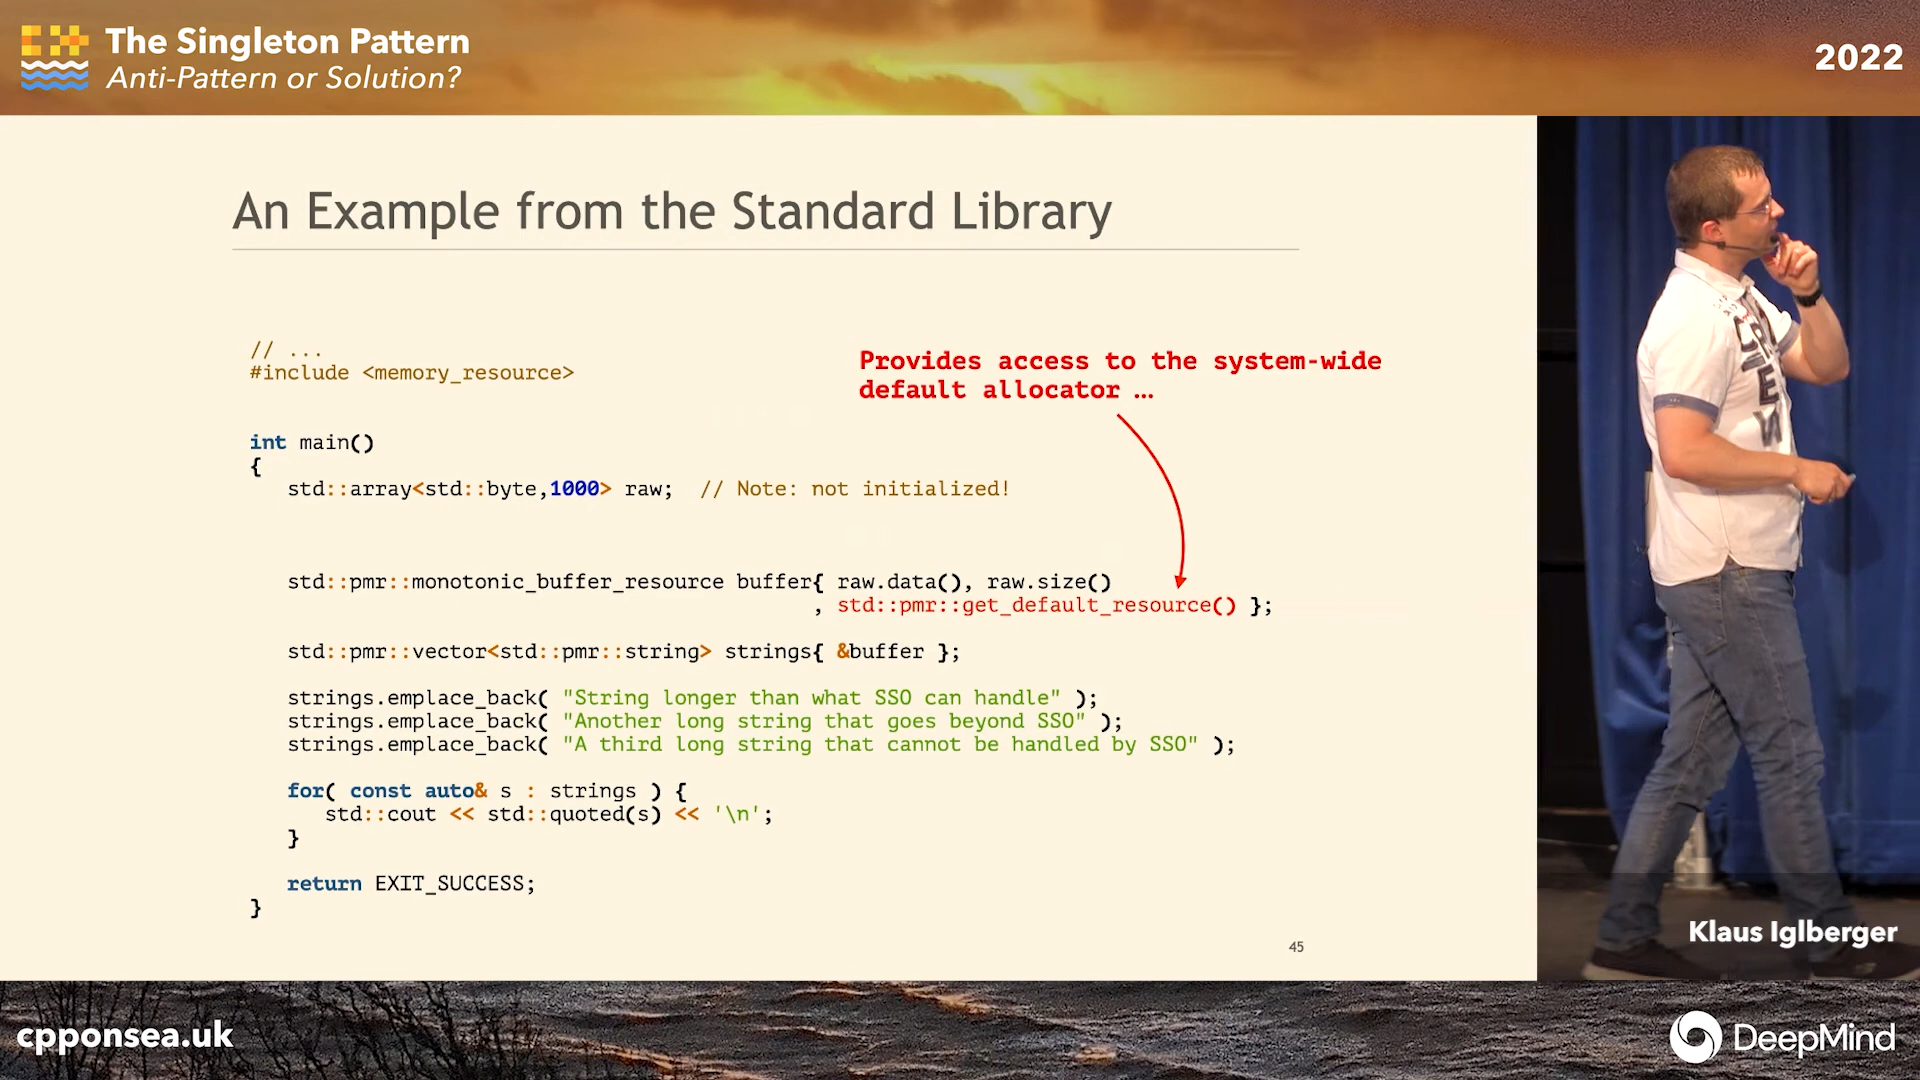 The Singleton Pattern
Anti-Pattern or Solution?
2022
An Example from the Standard Library
// ...
#include <memory_resource>
Provides access to the system-wide
default allocator …
int main()
{
   std::array<std::byte,1000> raw;  // Note: not initialized!
   std::pmr::monotonic_buffer_resource buffer{ raw.data(), raw.size()
                                             , std::pmr::get_default_resource() };
   std::pmr::vector<std::pmr::string> strings{ &buffer };
   strings.emplace_back( "String longer than what SSO can handle" );
   strings.emplace_back( "Another long string that goes beyond SSO" );
   strings.emplace_back( "A third long string that cannot be handled by SSO" );
   for( const auto& s : strings ) {
      std::cout << std::quoted(s) << '\n';
   }
   return EXIT_SUCCESS;
}
45
Klaus Iglberger
cpponsea.uk
DeepMind